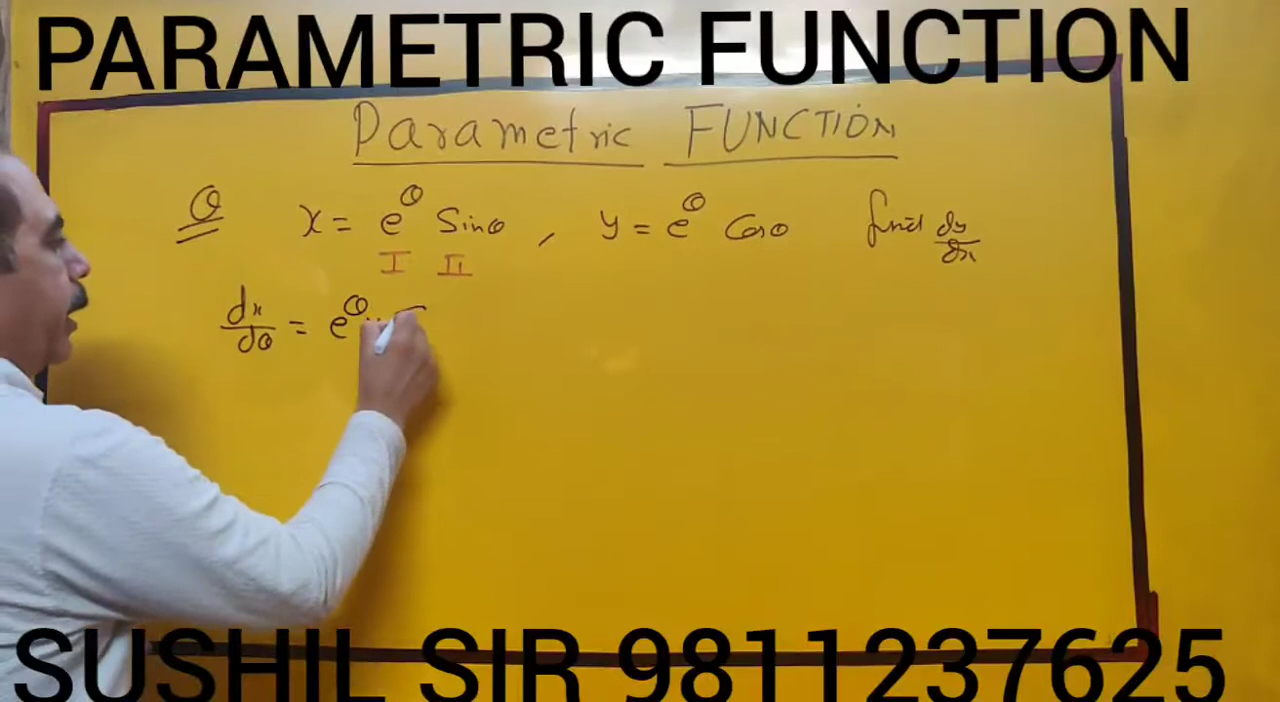 PARAMETRIC FUNCTION
Parametric FUNCTION
Q x = e^θ Sinθ , y = e^θ Cosθ find dy/dx
I II
dx/dθ = e^θ
SUSHIL SIR 9811237625